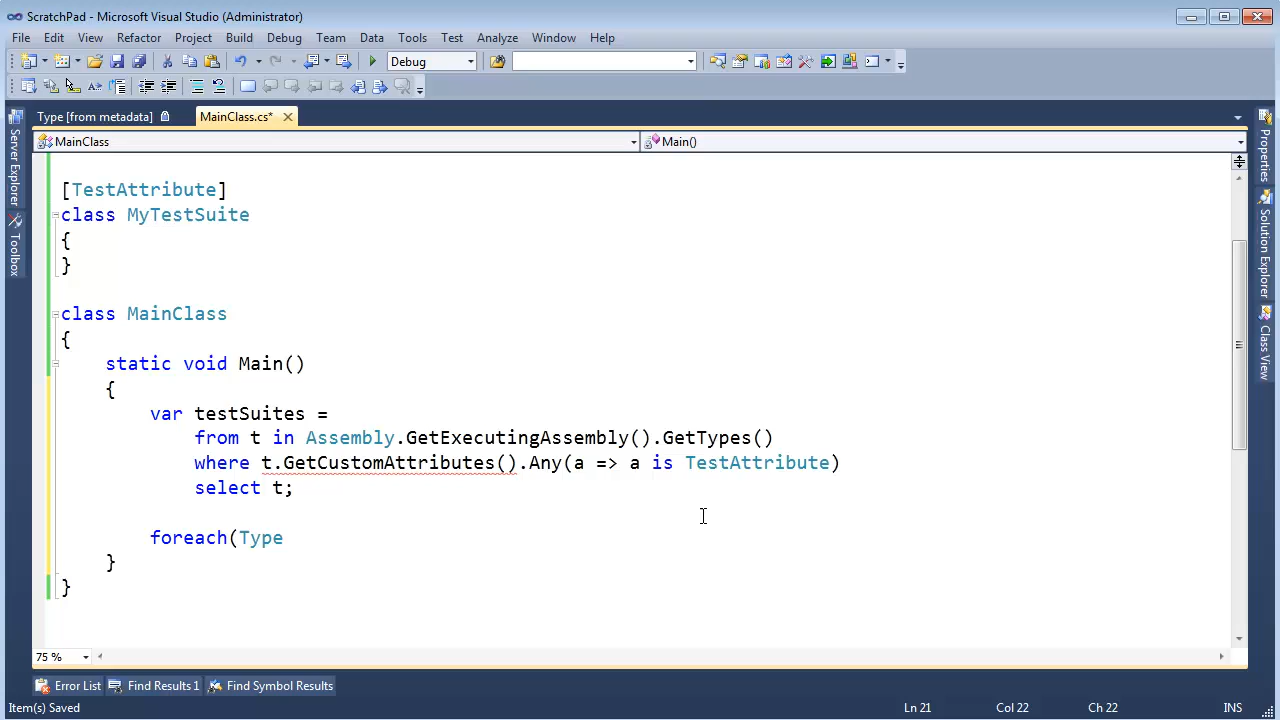 ScratchPad - Microsoft Visual Studio (Administrator)
File Edit View Refactor Project Build Debug Team Data Tools Test Analyze Window Help
Debug
Type [from metadata] MainClass.cs*
MainClass Main()
Server Explorer
Toolbox
Properties
Solution Explorer
Class View
[TestAttribute]
class MyTestSuite
{
}
class MainClass
{
static void Main()
{
var testSuites =
from t in Assembly.GetExecutingAssembly().GetTypes()
where t.GetCustomAttributes().Any(a => a is TestAttribute)
select t;
foreach(Type
}
}
75 %
Error List Find Results 1 Find Symbol Results
Item(s) Saved Ln 21 Col 22 Ch 22 INS